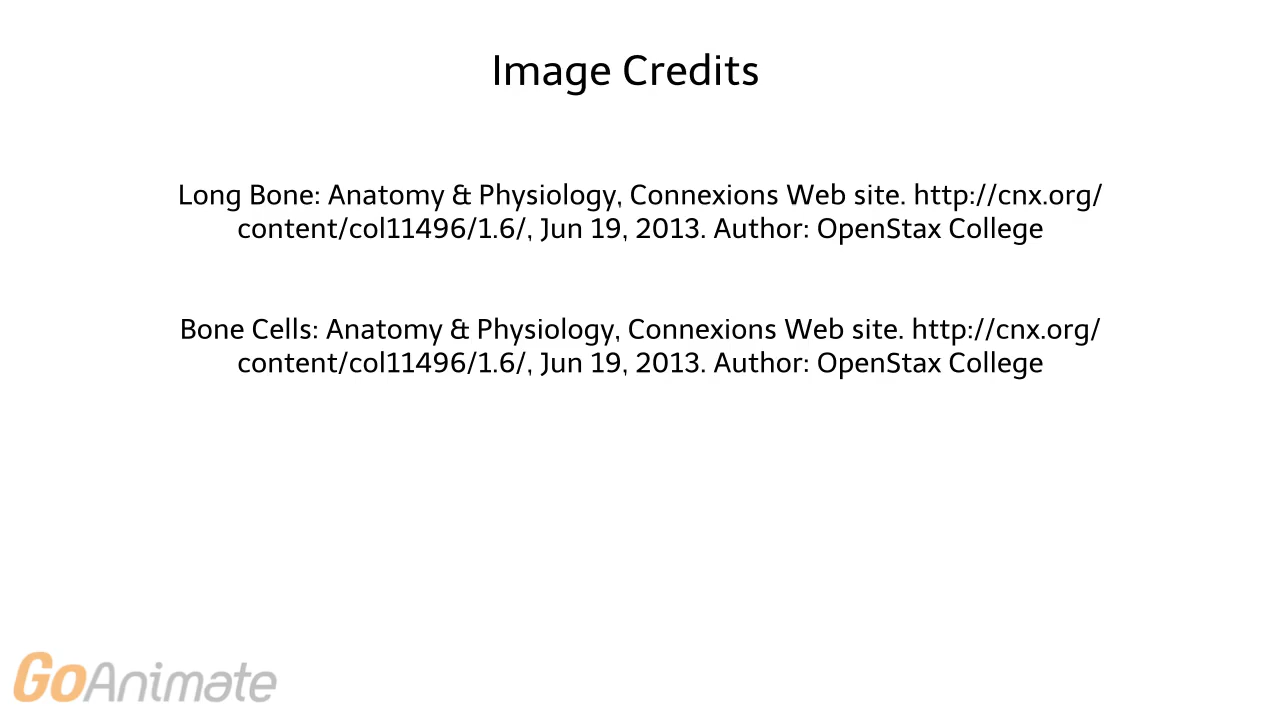 Image Credits
Long Bone: Anatomy & Physiology, Connexions Web site. http://cnx.org/
content/col11496/1.6/, Jun 19, 2013. Author: OpenStax College
Bone Cells: Anatomy & Physiology, Connexions Web site. http://cnx.org/
content/col11496/1.6/, Jun 19, 2013. Author: OpenStax College
GoAnimate